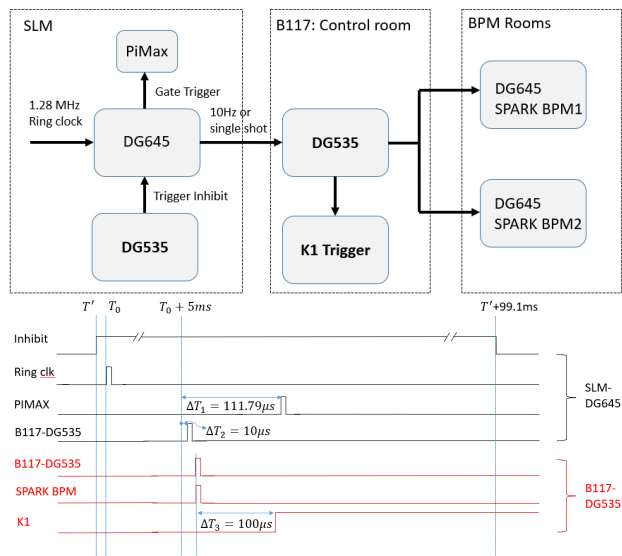 SLM
B117: Control room
BPM Rooms
PiMax
Gate Trigger
1.28 MHz
Ring clock
DG645
10Hz or
single shot
DG535
DG645
SPARK BPM1
Trigger Inhibit
DG535
K1 Trigger
DG645
SPARK BPM2
T′ T₀ T₀ + 5ms T′+99.1ms
Inhibit
Ring clk
PIMAX
ΔT₁ = 111.79μs
SLM-
DG645
B117-DG535
ΔT₂ = 10μs
B117-DG535
SPARK BPM
B117-
DG535
K1
ΔT₃ = 100μs